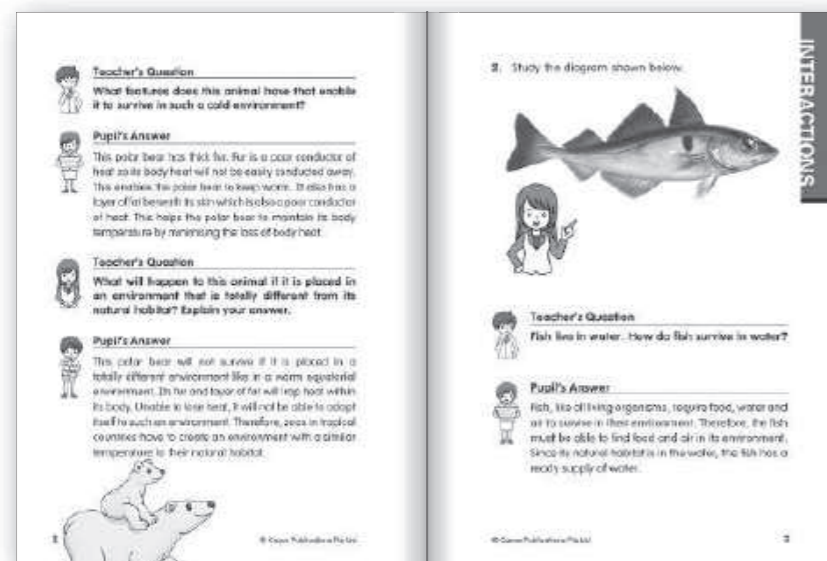 Teacher's Question
What features does this animal have that enable
it to survive in such a cold environment?
Pupil's Answer
This polar bear has thick fur. Fur is a poor conductor of
heat so its body heat will not be easily conducted away.
This enables the polar bear to keep warm. It also has a
layer of fat beneath its skin which is also a poor conductor
of heat. This helps the polar bear to maintain its body
temperature by minimising the loss of body heat.
Teacher's Question
What will happen to this animal if it is placed in
an environment that is totally different from its
natural habitat? Explain your answer.
Pupil's Answer
This polar bear will not survive if it is placed in a
totally different environment like in a warm equatorial
environment. Its fur and layer of fat will trap heat within
its body. Unable to lose heat, it will not be able to adapt
itself to such an environment. Therefore, zoos in tropical
countries have to create an environment with a similar
temperature to their natural habitat.
2
© Publications Pte Ltd
INTERACTIONS
2. Study the diagram shown below.
Teacher's Question
Fish live in water. How do fish survive in water?
Pupil's Answer
Fish, like all living organisms, require food, water and
air to survive in their environment. Therefore, the fish
must be able to find food and air in its environment.
Since its natural habitat is in the water, the fish has a
ready supply of water.
© Publications Pte Ltd
3